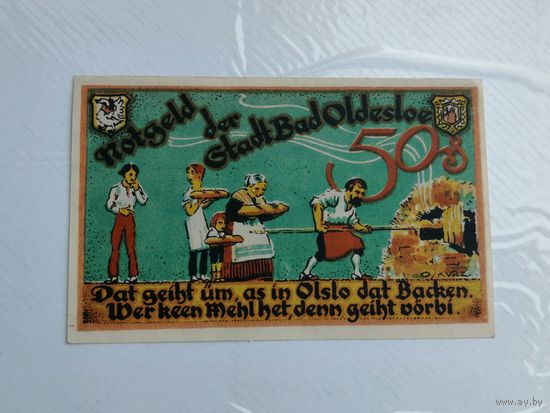 Notgeld der
Stadt Bad Oldesloe
50₰
O. KURZ
Dat geiht üm, as in Olslo dat Backen.
Wer keen Mehl het, denn geiht vörbi.
www.ay.by